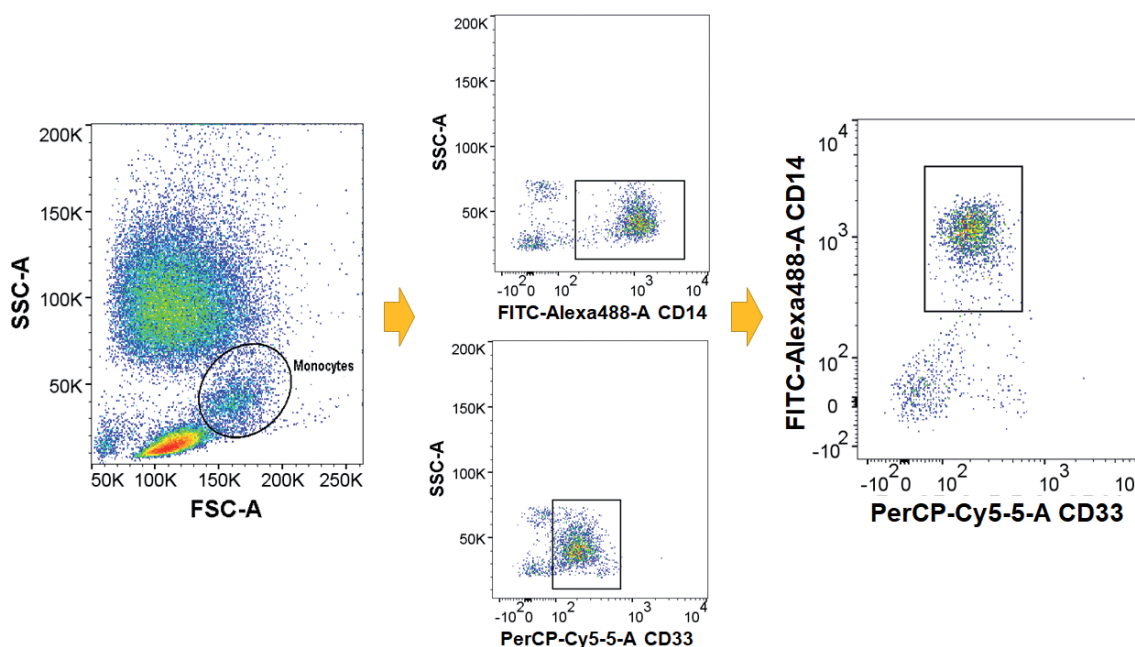 SSC-A
200K
150K
100K
50K
Monocytes
50K 100K 150K 200K 250K
FSC-A
SSC-A
200K
150K
100K
50K
-10² 0 10² 10³ 10⁴
FITC-Alexa488-A CD14
SSC-A
200K
150K
100K
50K
-10² 0 10² 10³ 10⁴
PerCP-Cy5-5-A CD33
FITC-Alexa488-A CD14
10⁴
10³
10²
0
-10²
-10² 0 10² 10³
PerCP-Cy5-5-A CD33